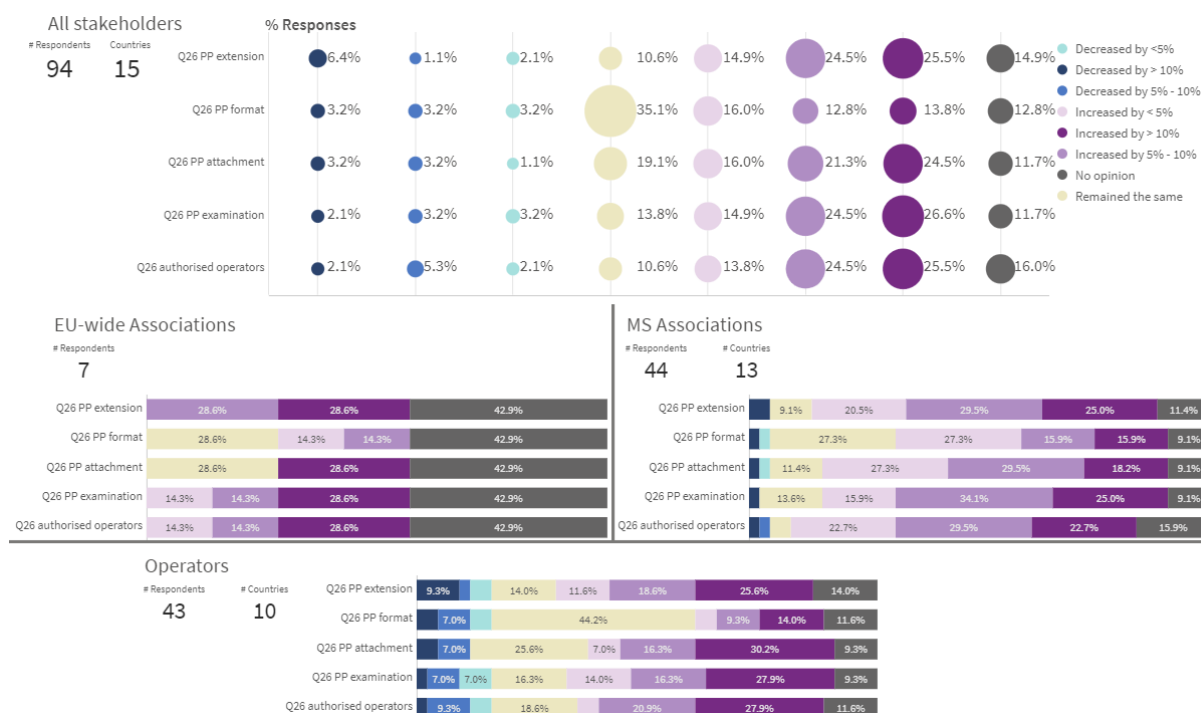 All stakeholders
# Respondents Countries
94 15
% Responses
Q26 PP extension 6.4% 1.1% 2.1% 10.6% 14.9% 24.5% 25.5% 14.9%
Q26 PP format 3.2% 3.2% 3.2% 35.1% 16.0% 12.8% 13.8% 12.8%
Q26 PP attachment 3.2% 3.2% 1.1% 19.1% 16.0% 21.3% 24.5% 11.7%
Q26 PP examination 2.1% 3.2% 3.2% 13.8% 14.9% 24.5% 26.6% 11.7%
Q26 authorised operators 2.1% 5.3% 2.1% 10.6% 13.8% 24.5% 25.5% 16.0%
Decreased by <5%
Decreased by > 10%
Decreased by 5% - 10%
Increased by < 5%
Increased by > 10%
Increased by 5% - 10%
No opinion
Remained the same
EU-wide Associations
# Respondents
7
Q26 PP extension 28.6% 28.6% 42.9%
Q26 PP format 28.6% 14.3% 14.3% 42.9%
Q26 PP attachment 28.6% 28.6% 42.9%
Q26 PP examination 14.3% 14.3% 28.6% 42.9%
Q26 authorised operators 14.3% 14.3% 28.6% 42.9%
MS Associations
# Respondents # Countries
44 13
Q26 PP extension 9.1% 20.5% 29.5% 25.0% 11.4%
Q26 PP format 27.3% 27.3% 15.9% 15.9% 9.1%
Q26 PP attachment 11.4% 27.3% 29.5% 18.2% 9.1%
Q26 PP examination 13.6% 15.9% 34.1% 25.0% 9.1%
Q26 authorised operators 22.7% 29.5% 22.7% 15.9%
Operators
# Respondents # Countries
43 10
Q26 PP extension 9.3% 14.0% 11.6% 18.6% 25.6% 14.0%
Q26 PP format 7.0% 44.2% 9.3% 14.0% 11.6%
Q26 PP attachment 7.0% 25.6% 7.0% 16.3% 30.2% 9.3%
Q26 PP examination 7.0% 7.0% 16.3% 14.0% 16.3% 27.9% 9.3%
Q26 authorised operators 9.3% 18.6% 20.9% 27.9% 11.6%